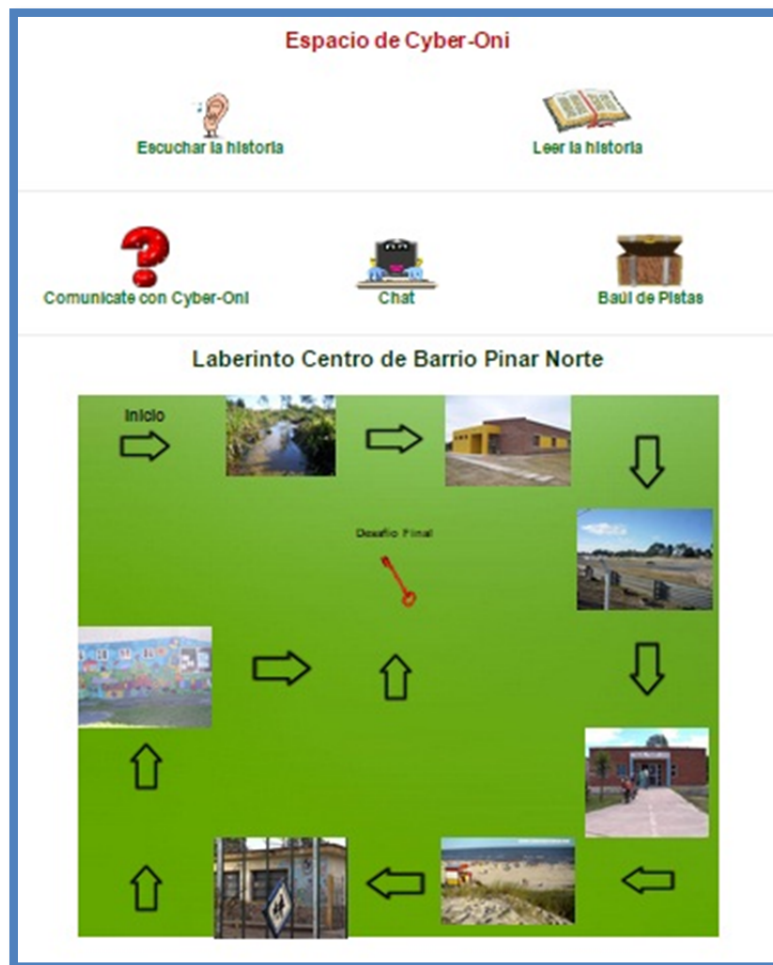 Espacio de Cyber-Oni
Escuchar la historia
Leer la historia
Comunicate con Cyber-Oni
Chat
Baúl de Pistas
Laberinto Centro de Barrio Pinar Norte
Inicio
Desafio Final